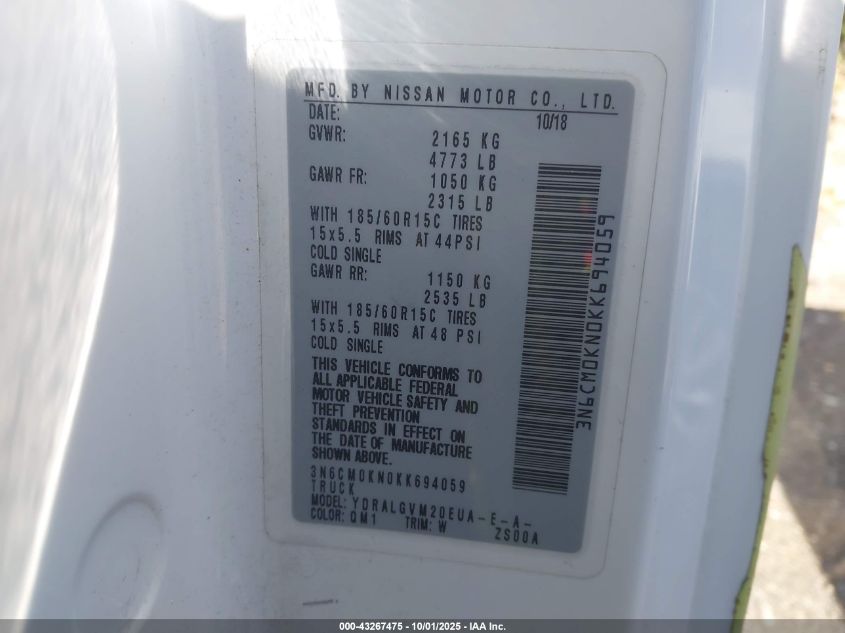 MFD. BY NISSAN MOTOR CO., LTD.
DATE: 10/18
GVWR: 2165 KG
4773 LB
GAWR FR: 1050 KG
2315 LB
WITH 185/60R15C TIRES
15x5.5 RIMS AT 44PSI
COLD SINGLE
GAWR RR: 1150 KG
2535 LB
WITH 185/60R15C TIRES
15x5.5 RIMS AT 48 PSI
COLD SINGLE
THIS VEHICLE CONFORMS TO
ALL APPLICABLE FEDERAL
MOTOR VEHICLE SAFETY AND
THEFT PREVENTION
STANDARDS IN EFFECT ON
THE DATE OF MANUFACTURE
SHOWN ABOVE.
3N6CM0KN0KK694059
TRUCK
MODEL: YDRALGVM20EUA-E-A-
COLOR: QM1 TRIM: W ZS00A
3N6CM0KN0KK694059
000-43267475 - 10/01/2025 - IAA Inc.